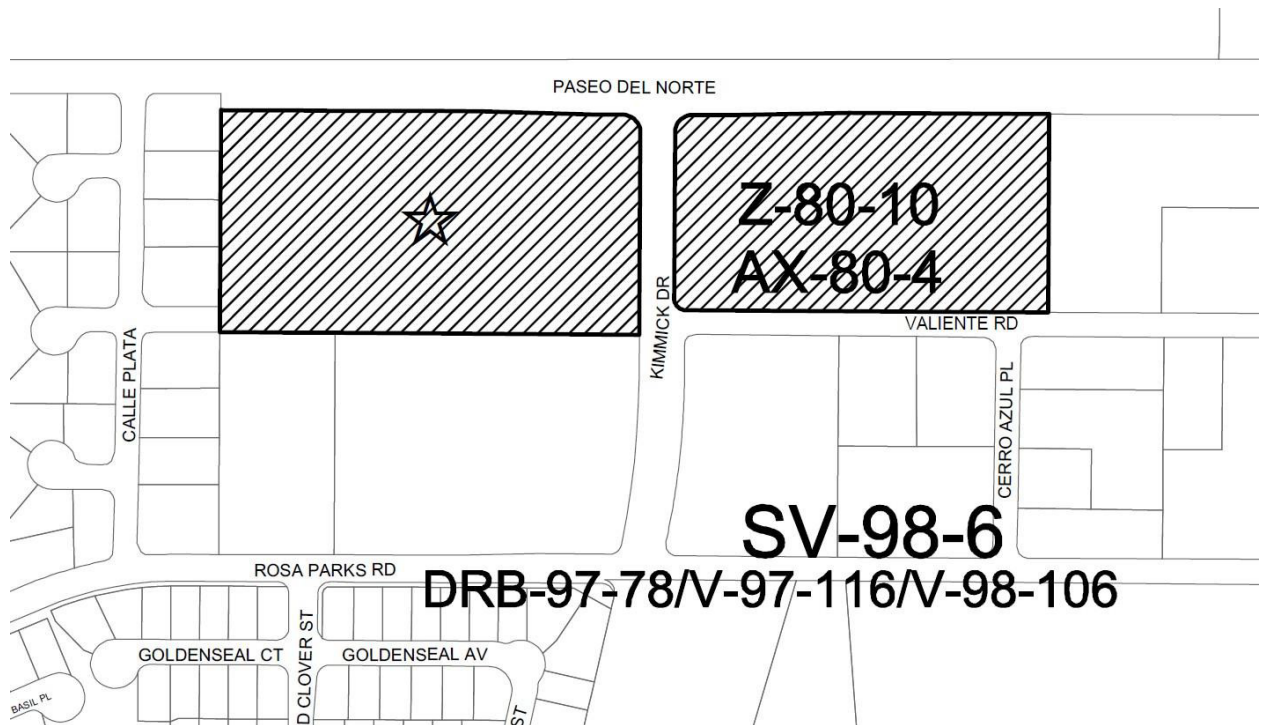 PASEO DEL NORTE
Z-80-10
AX-80-4
KIMMICK DR
VALIENTE RD
CALLE PLATA
CERRO AZUL PL
SV-98-6
ROSA PARKS RD
DRB-97-78/V-97-116/V-98-106
GOLDENSEAL CT
GOLDENSEAL AV
D CLOVER ST
BASIL PL
ST